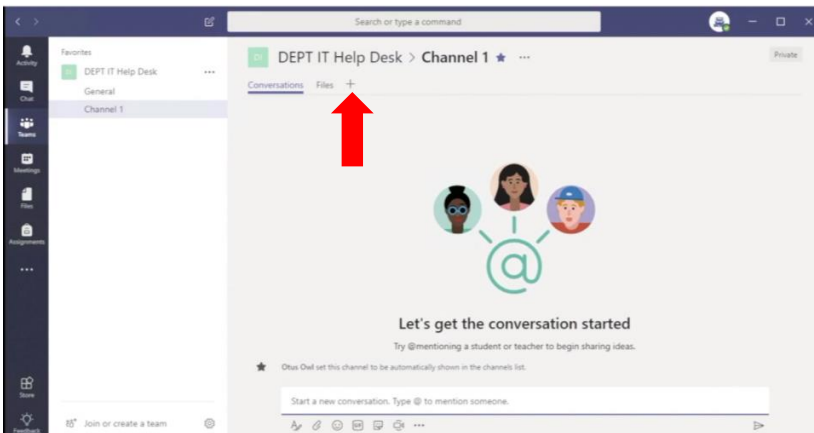 Search or type a command
Activity
Chat
Teams
Meetings
Files
Assignments
Store
Feedback
Favorites
DI
DEPT IT Help Desk
General
Channel 1
Join or create a team
DI
DEPT IT Help Desk > Channel 1
Private
Conversations Files
Let's get the conversation started
Try @mentioning a student or teacher to begin sharing ideas.
Otus Owl set this channel to be automatically shown in the channels list.
Start a new conversation. Type @ to mention someone.
GIF